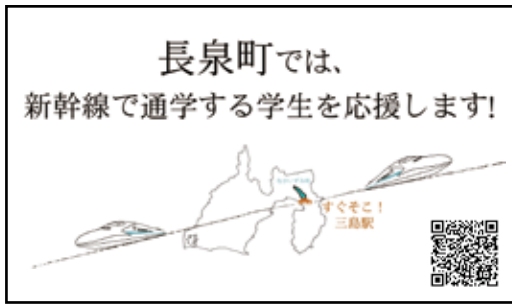 長泉町では、
新幹線で通学する学生を応援します!
すぐそこ!
三島駅